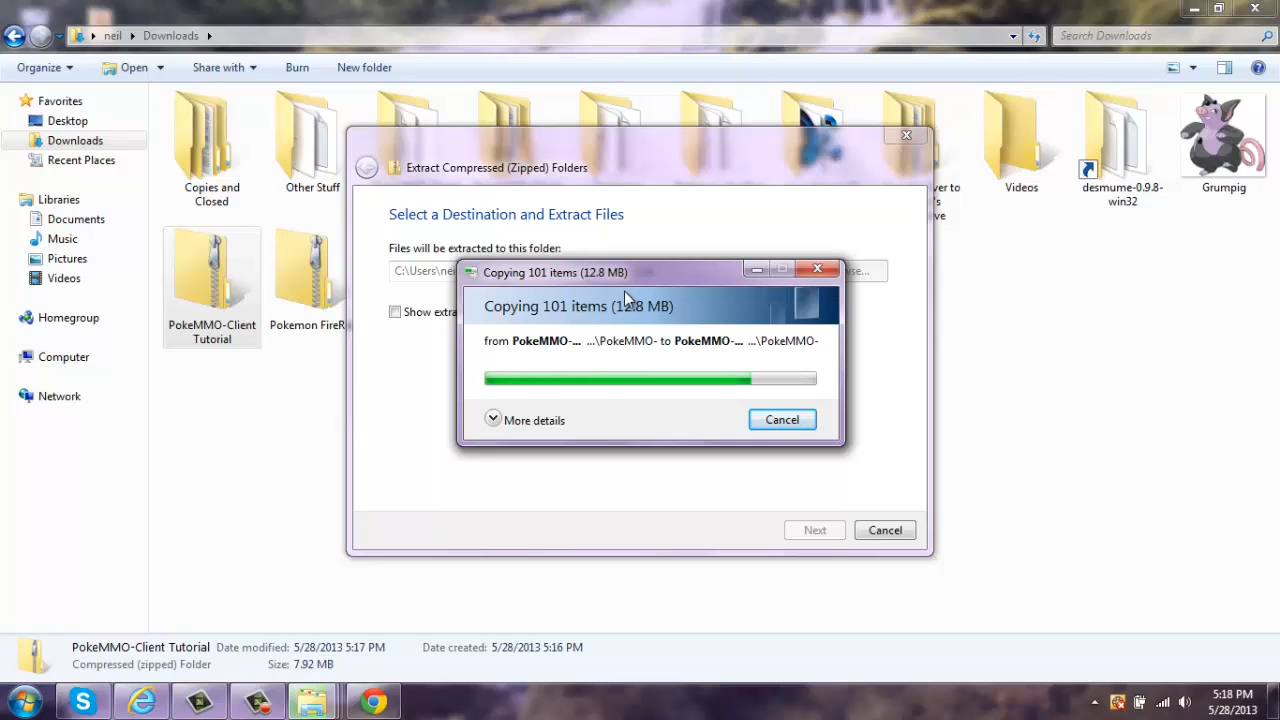 neil Downloads
Search Downloads
Organize Open Share with Burn New folder
Favorites
Desktop
Downloads
Recent Places
Libraries
Documents
Music
Pictures
Videos
Homegroup
Computer
Network
Copies and Closed
Other Stuff
ver to
's
ve
Videos
desmume-0.9.8-
win32
Grumpig
PokeMMO-Client
Tutorial
Pokemon FireR
Extract Compressed (Zipped) Folders
Select a Destination and Extract Files
Files will be extracted to this folder:
C:\Users\nei
se...
Show extra
Copying 101 items (12.8 MB)
Copying 101 items (12.8 MB)
from PokeMMO-... ...\PokeMMO- to PokeMMO-... ...\PokeMMO-
More details
Cancel
Next Cancel
PokeMMO-Client Tutorial Date modified: 5/28/2013 5:17 PM Date created: 5/28/2013 5:16 PM
Compressed (zipped) Folder Size: 7.92 MB
5:18 PM
5/28/2013